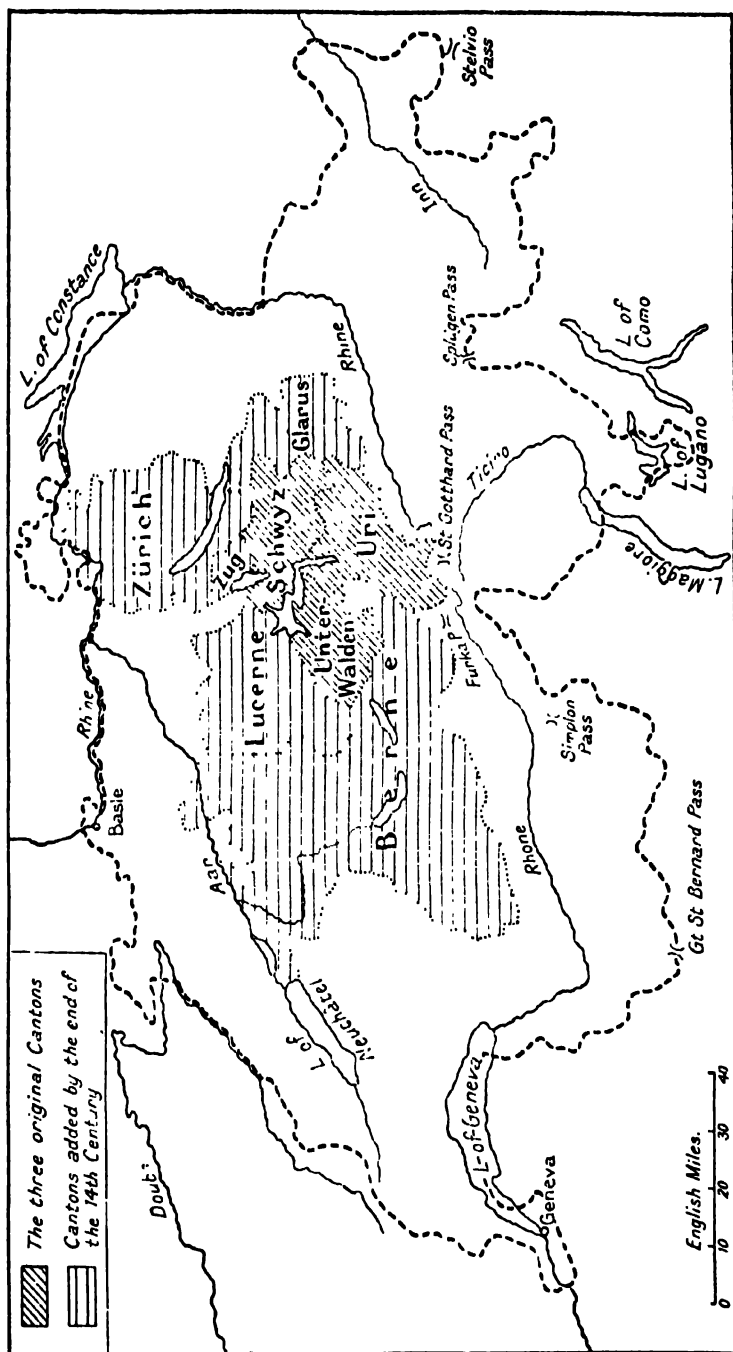 The three original Cantons
Cantons added by the end of
the 14th Century
Basle
Rhine
L. of Constance
Doubs
Aar
Zürich
Lucerne
Zug
Schwyz
Glarus
Unter
Walden
Uri
Rhine
Inn
Stelvio
Pass
L of
Neuchâtel
Berne
Furka P
St Gotthard Pass
Splügen Pass
Ticino
Rhone
L of Geneva
Geneva
Simplon
Pass
Gt St Bernard Pass
L. Maggiore
L. of
Lugano
L of
Como
English Miles.
0 10 20 30 40